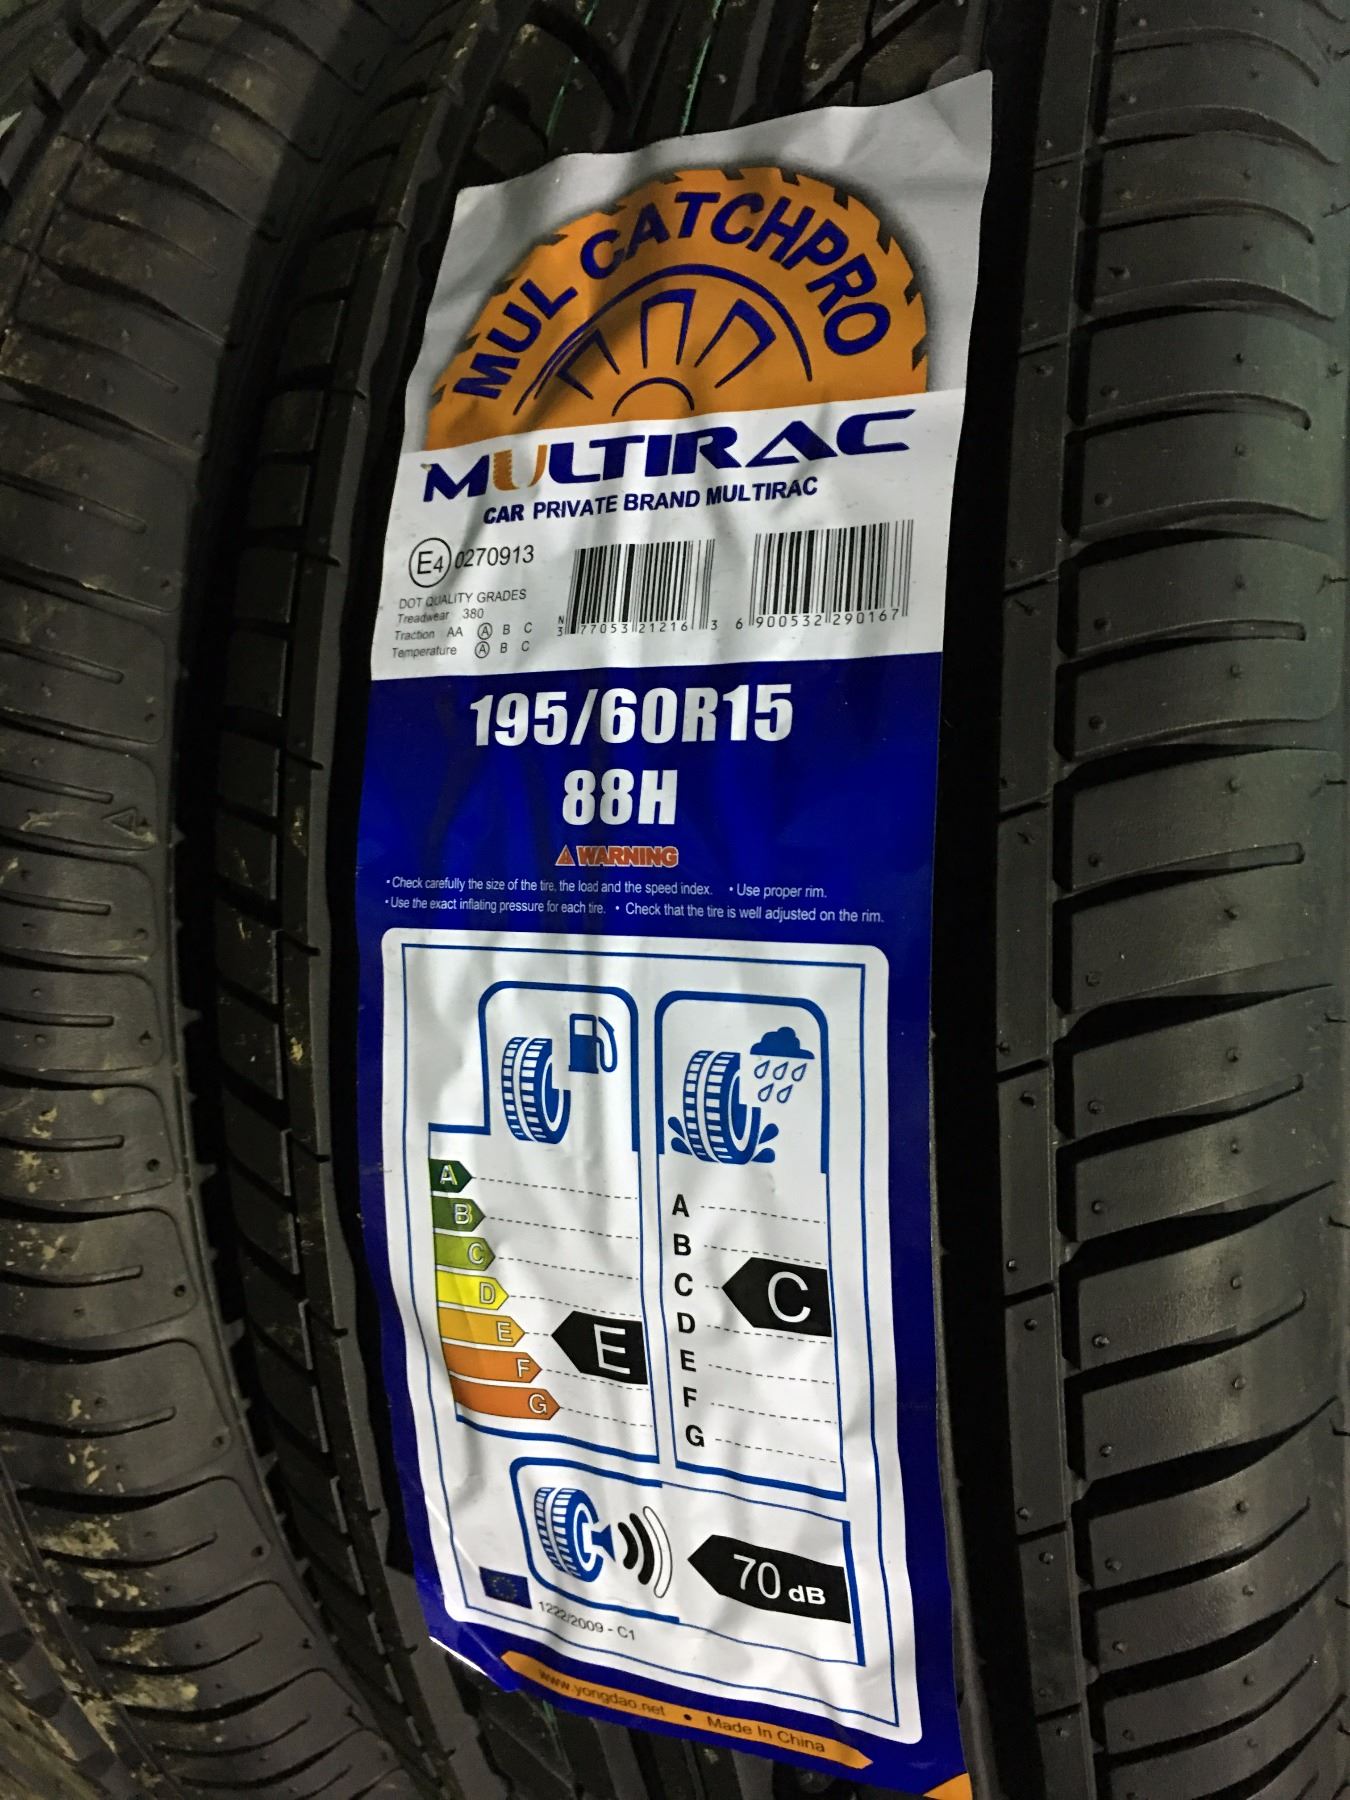 MUL CATCHPRO
MULTIRAC
CAR PRIVATE BRAND MULTIRAC
E4 0270913
DOT QUALITY GRADES
Treadwear 380
Traction AA A B C
Temperature A B C
N
3 77053 21216 3
6 900532 290167
195/60R15
88H
WARNING
• Check carefully the size of the tire, the load and the speed index. • Use proper rim.
• Use the exact inflating pressure for each tire. • Check that the tire is well adjusted on the rim.
A
B
C
D
E
F
G
E
A
B
C
D
E
F
G
C
70 dB
1222/2009 - C1
www.yongdao.net • Made In China